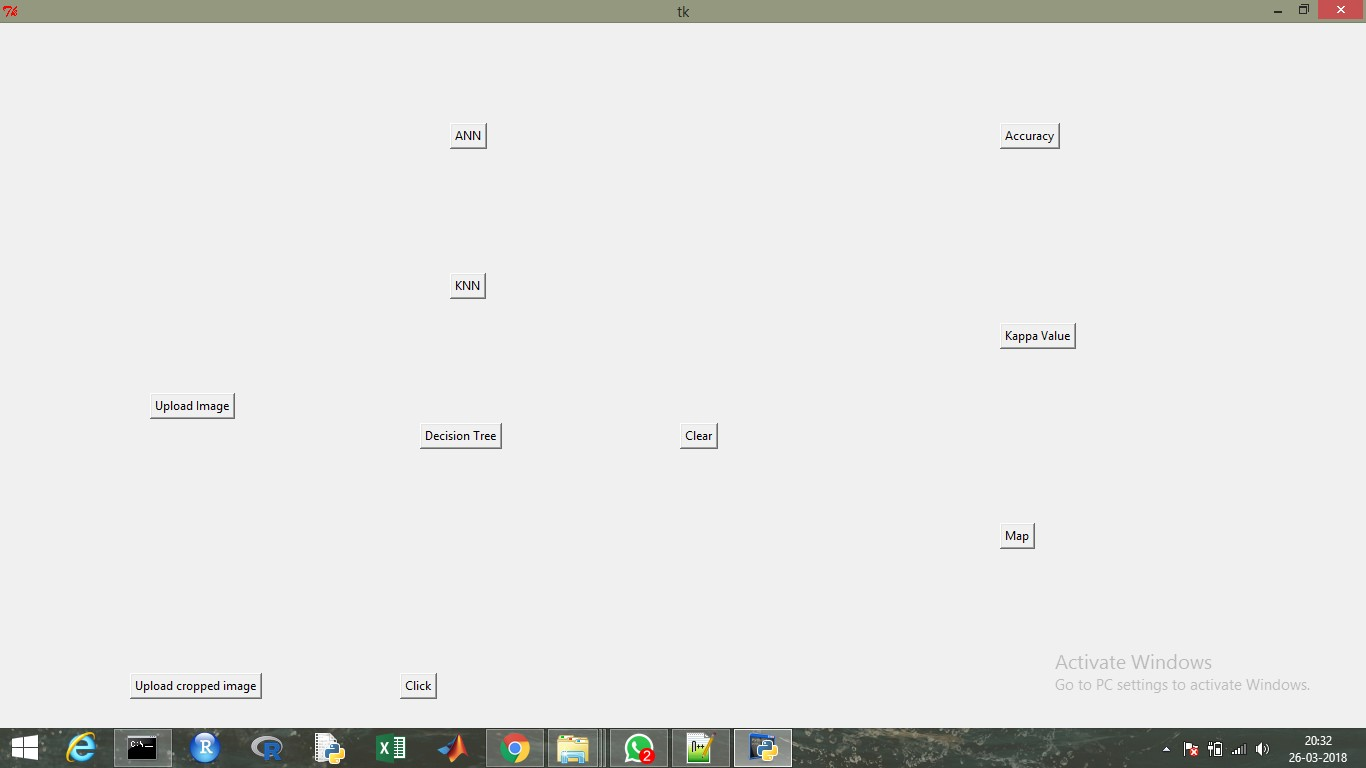 tk
ANN
Accuracy
KNN
Kappa Value
Upload Image
Decision Tree
Clear
Map
Activate Windows
Go to PC settings to activate Windows.
Upload cropped image
Click
C:\
R
R
2
20:32
26-03-2018